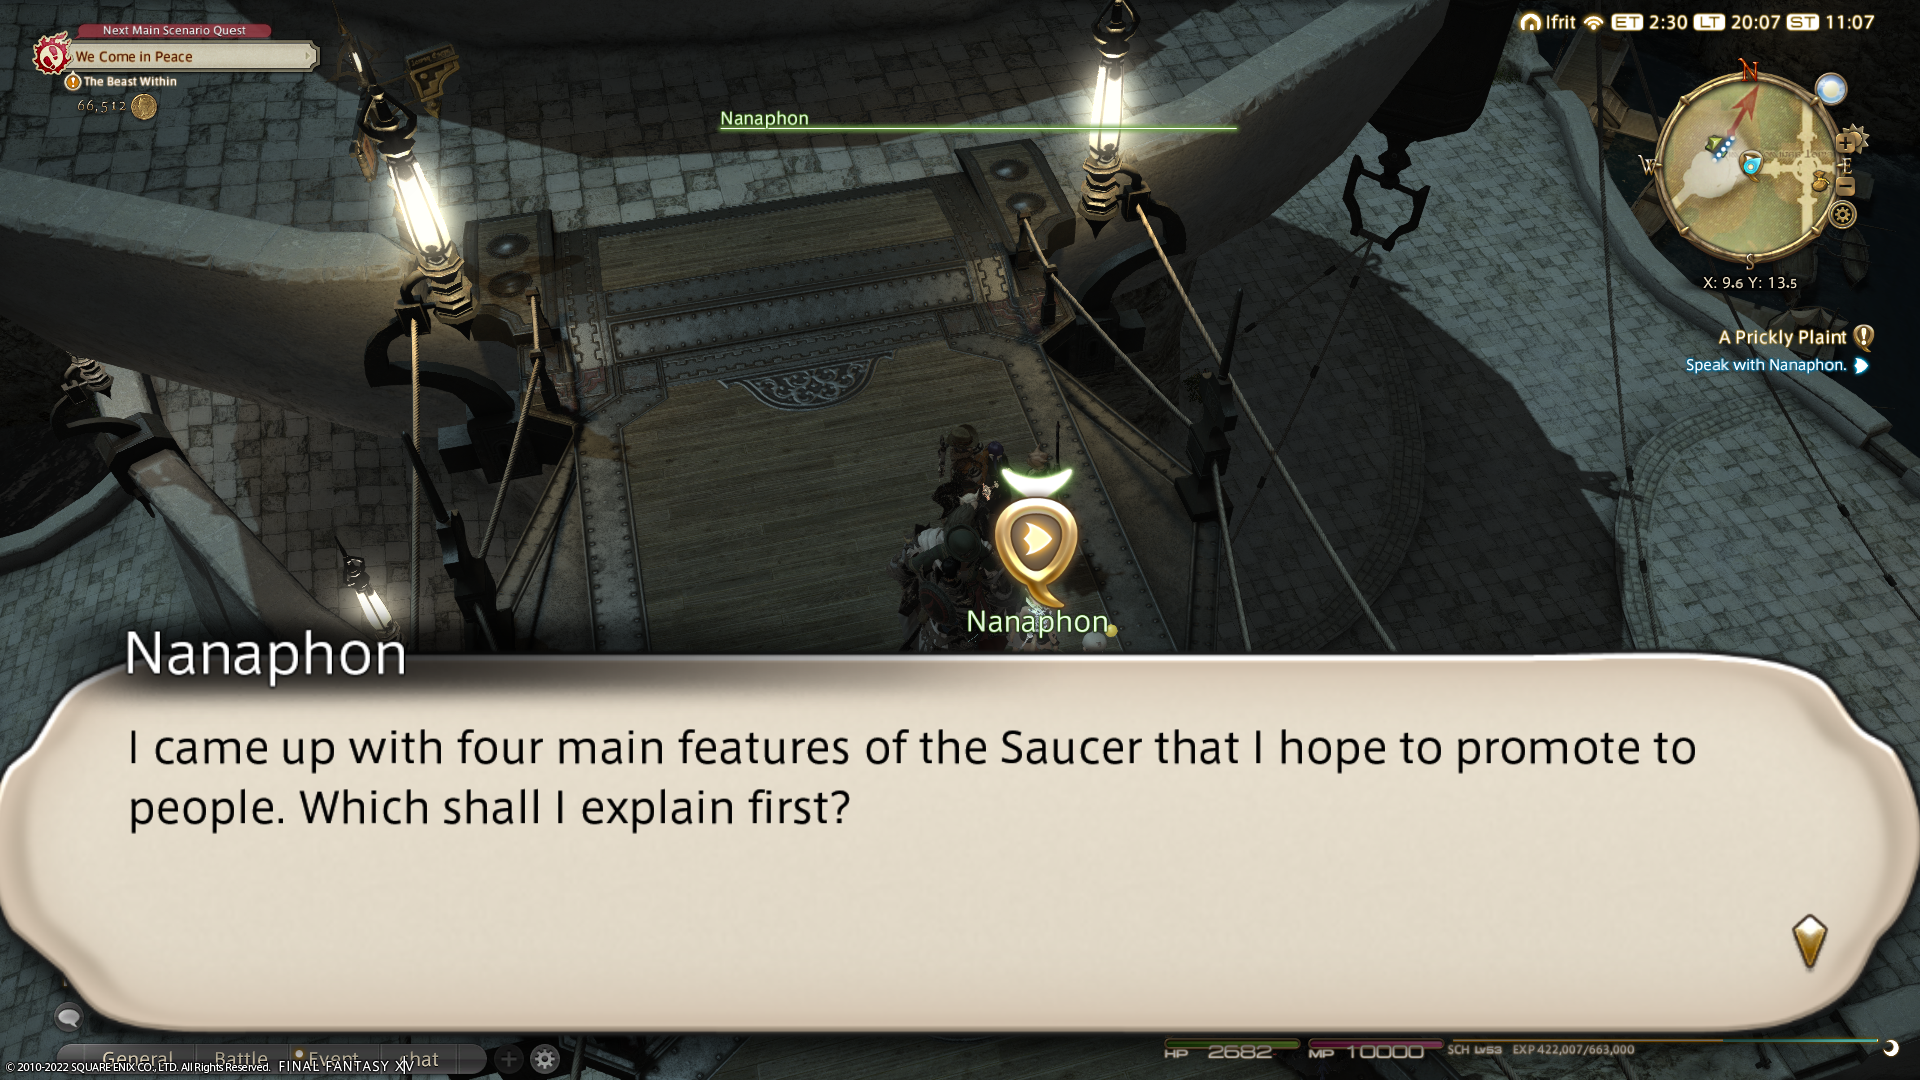 Next Main Scenario Quest
We Come in Peace
The Beast Within
66,512
Nanaphon
Ifrit ET 2:30 LT 20:07 ST 11:07
N
W
E
S
X: 9.6 Y: 13.5
A Prickly Plaint
Speak with Nanaphon.
Nanaphon
Nanaphon
I came up with four main features of the Saucer that I hope to promote to
people. Which shall I explain first?
General Battle Event
HP 2682 MP 10000 SCH Lv53 EXP 422,007/663,000
© 2010-2022 SQUARE ENIX CO., LTD. All Rights Reserved. FINAL FANTASY XIV